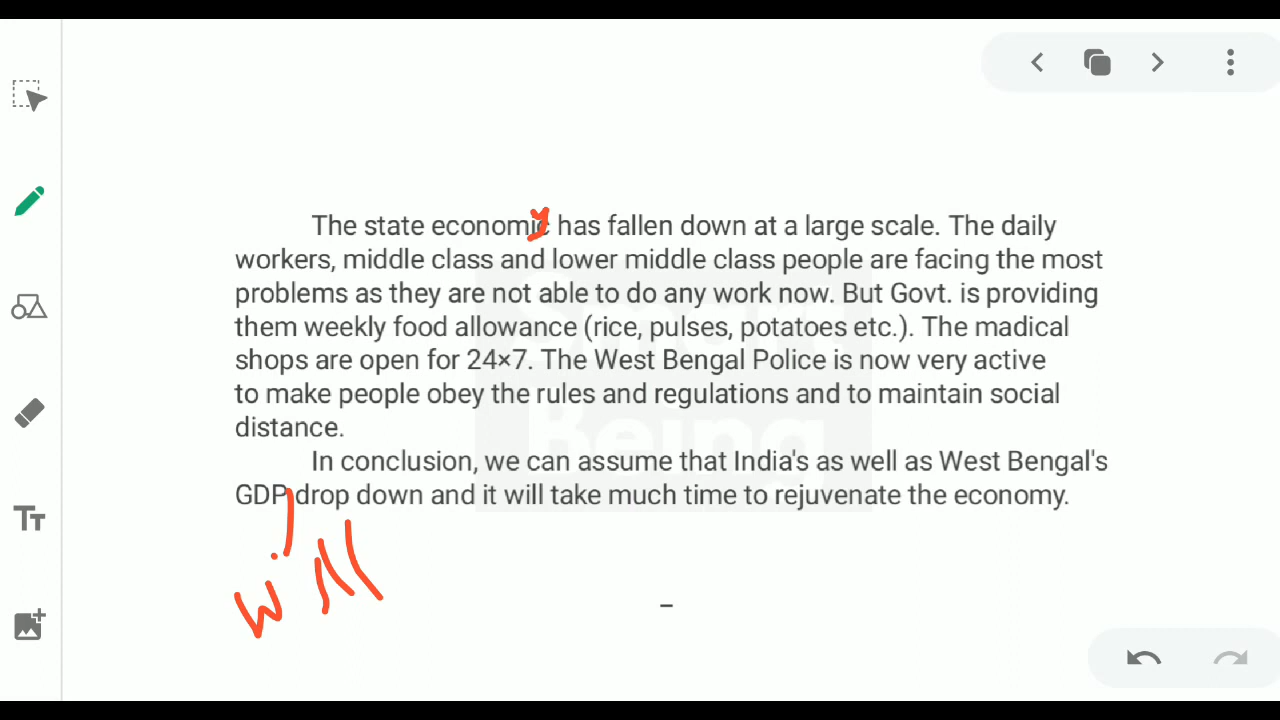 The state economic has fallen down at a large scale. The daily
workers, middle class and lower middle class people are facing the most
problems as they are not able to do any work now. But Govt. is providing
them weekly food allowance (rice, pulses, potatoes etc.). The madical
shops are open for 24×7. The West Bengal Police is now very active
to make people obey the rules and regulations and to maintain social
distance.
In conclusion, we can assume that India's as well as West Bengal's
GDP drop down and it will take much time to rejuvenate the economy.
will
y
Smart
Being
Tт